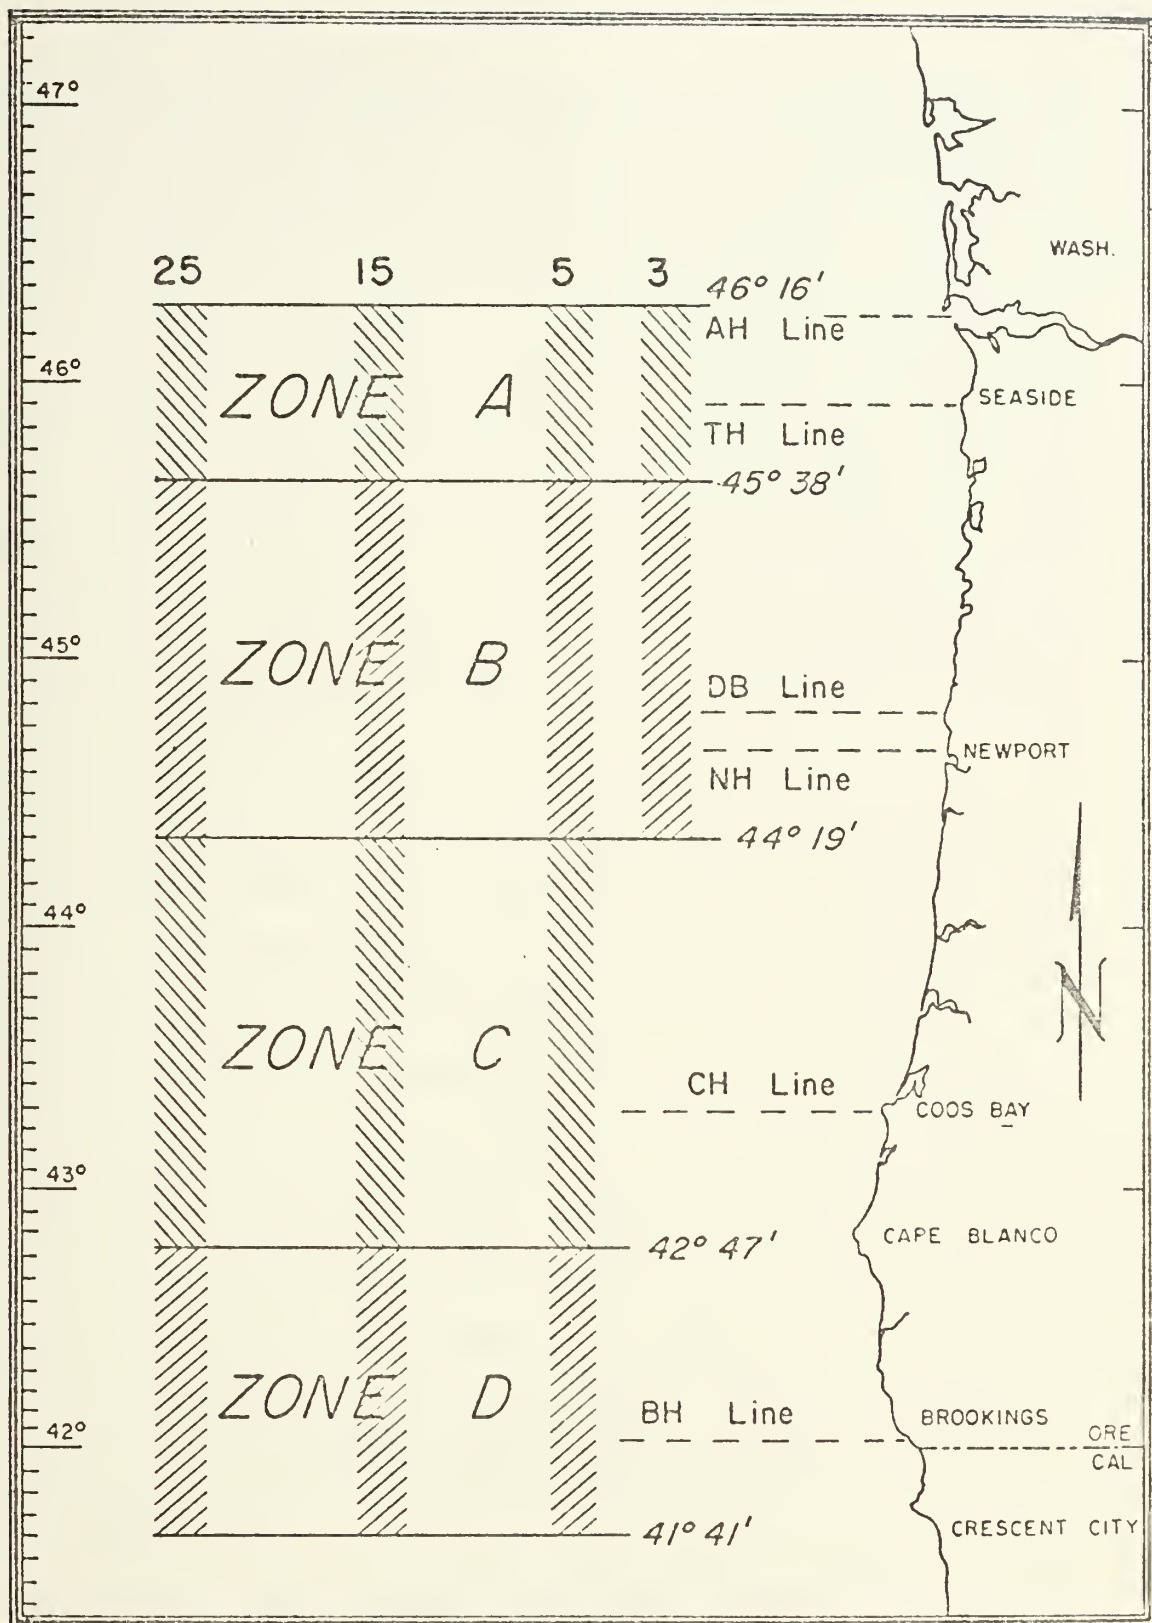 47°
WASH.
25 15 5 3
46° 16'
AH Line
46°
ZONE A
SEASIDE
TH Line
45° 38'
45°
ZONE B
DB Line
NEWPORT
NH Line
44° 19'
44°
N
ZONE C
CH Line
COOS BAY
43°
CAPE BLANCO
42° 47'
ZONE D
BH Line
BROOKINGS
42°
ORE
CAL
CRESCENT CITY
41° 41'